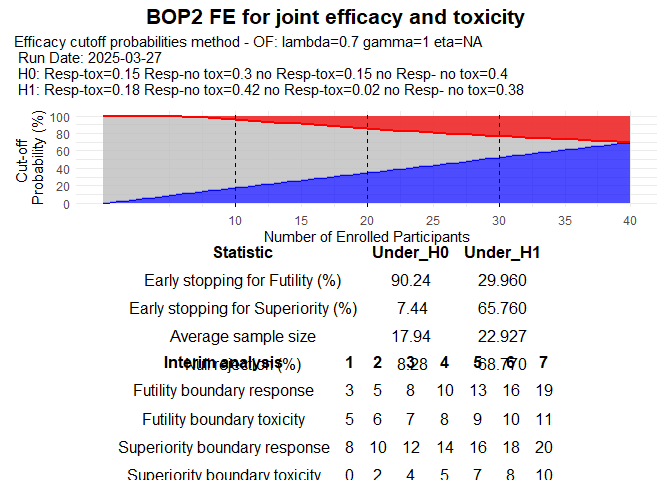 BOP2 FE for joint efficacy and toxicity
Efficacy cutoff probabilities method - OF: lambda=0.7 gamma=1 eta=NA
Run Date: 2025-03-27
H0: Resp-tox=0.15 Resp-no tox=0.3 no Resp-tox=0.15 no Resp- no tox=0.4
H1: Resp-tox=0.18 Resp-no tox=0.42 no Resp-tox=0.02 no Resp- no tox=0.38
Cut-off
Probability (%)
100
80
60
40
20
0
10 15 20 25 30 35 40
Number of Enrolled Participants
Statistic Under_H0 Under_H1
Early stopping for Futility (%) 90.24 29.960
Early stopping for Superiority (%) 7.44 65.760
Average sample size 17.94 22.927
Null rejection (%) 8.28 68.770
Interim analysis 1 2 3 4 5 6 7
Futility boundary response 3 5 8 10 13 16 19
Futility boundary toxicity 5 6 7 8 9 10 11
Superiority boundary response 8 10 12 14 16 18 20
Superiority boundary toxicity 0 2 4 5 7 8 10